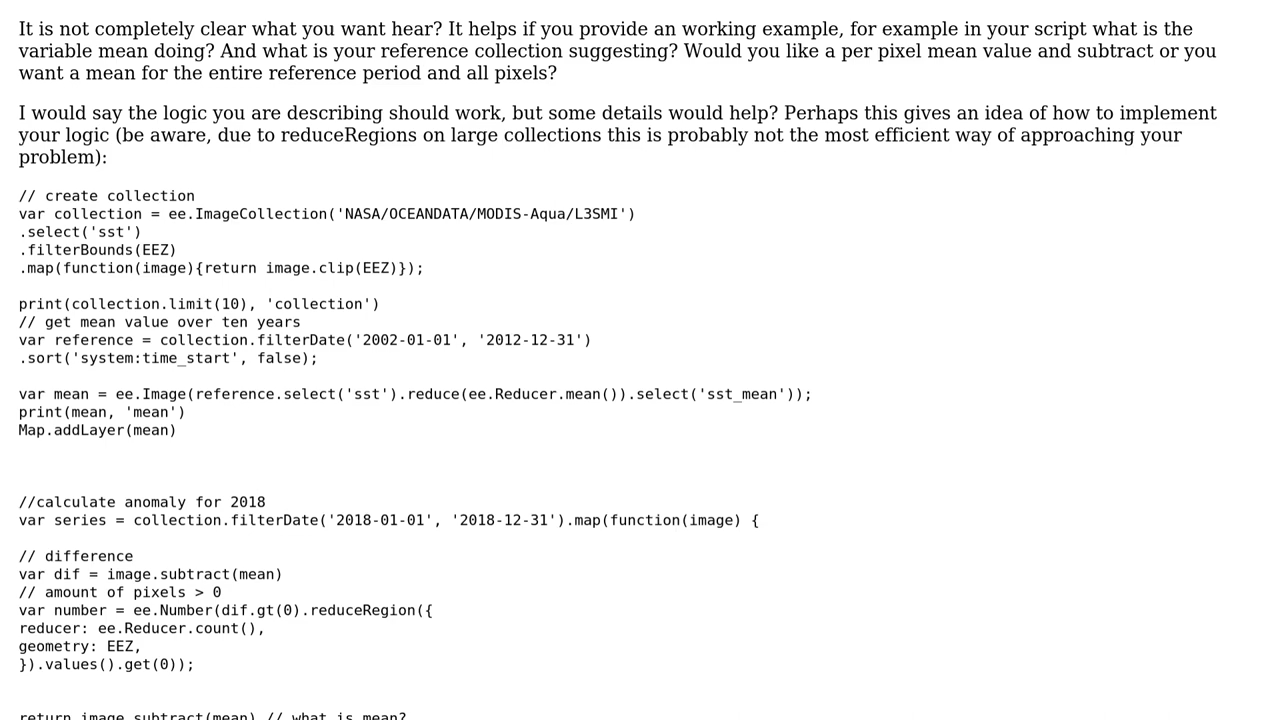 It is not completely clear what you want hear? It helps if you provide an working example, for example in your script what is the
variable mean doing? And what is your reference collection suggesting? Would you like a per pixel mean value and subtract or you
want a mean for the entire reference period and all pixels?
I would say the logic you are describing should work, but some details would help? Perhaps this gives an idea of how to implement
your logic (be aware, due to reduceRegions on large collections this is probably not the most efficient way of approaching your
problem):
// create collection
var collection = ee.ImageCollection('NASA/OCEANDATA/MODIS-Aqua/L3SMI')
.select('sst')
.filterBounds(EEZ)
.map(function(image){return image.clip(EEZ)});
print(collection.limit(10), 'collection')
// get mean value over ten years
var reference = collection.filterDate('2002-01-01', '2012-12-31')
.sort('system:time_start', false);
var mean = ee.Image(reference.select('sst').reduce(ee.Reducer.mean()).select('sst_mean'));
print(mean, 'mean')
Map.addLayer(mean)
//calculate anomaly for 2018
var series = collection.filterDate('2018-01-01', '2018-12-31').map(function(image) {
// difference
var dif = image.subtract(mean)
// amount of pixels > 0
var number = ee.Number(dif.gt(0).reduceRegion({
reducer: ee.Reducer.count(),
geometry: EEZ,
}).values().get(0));
return image.subtract(mean) // what is mean?